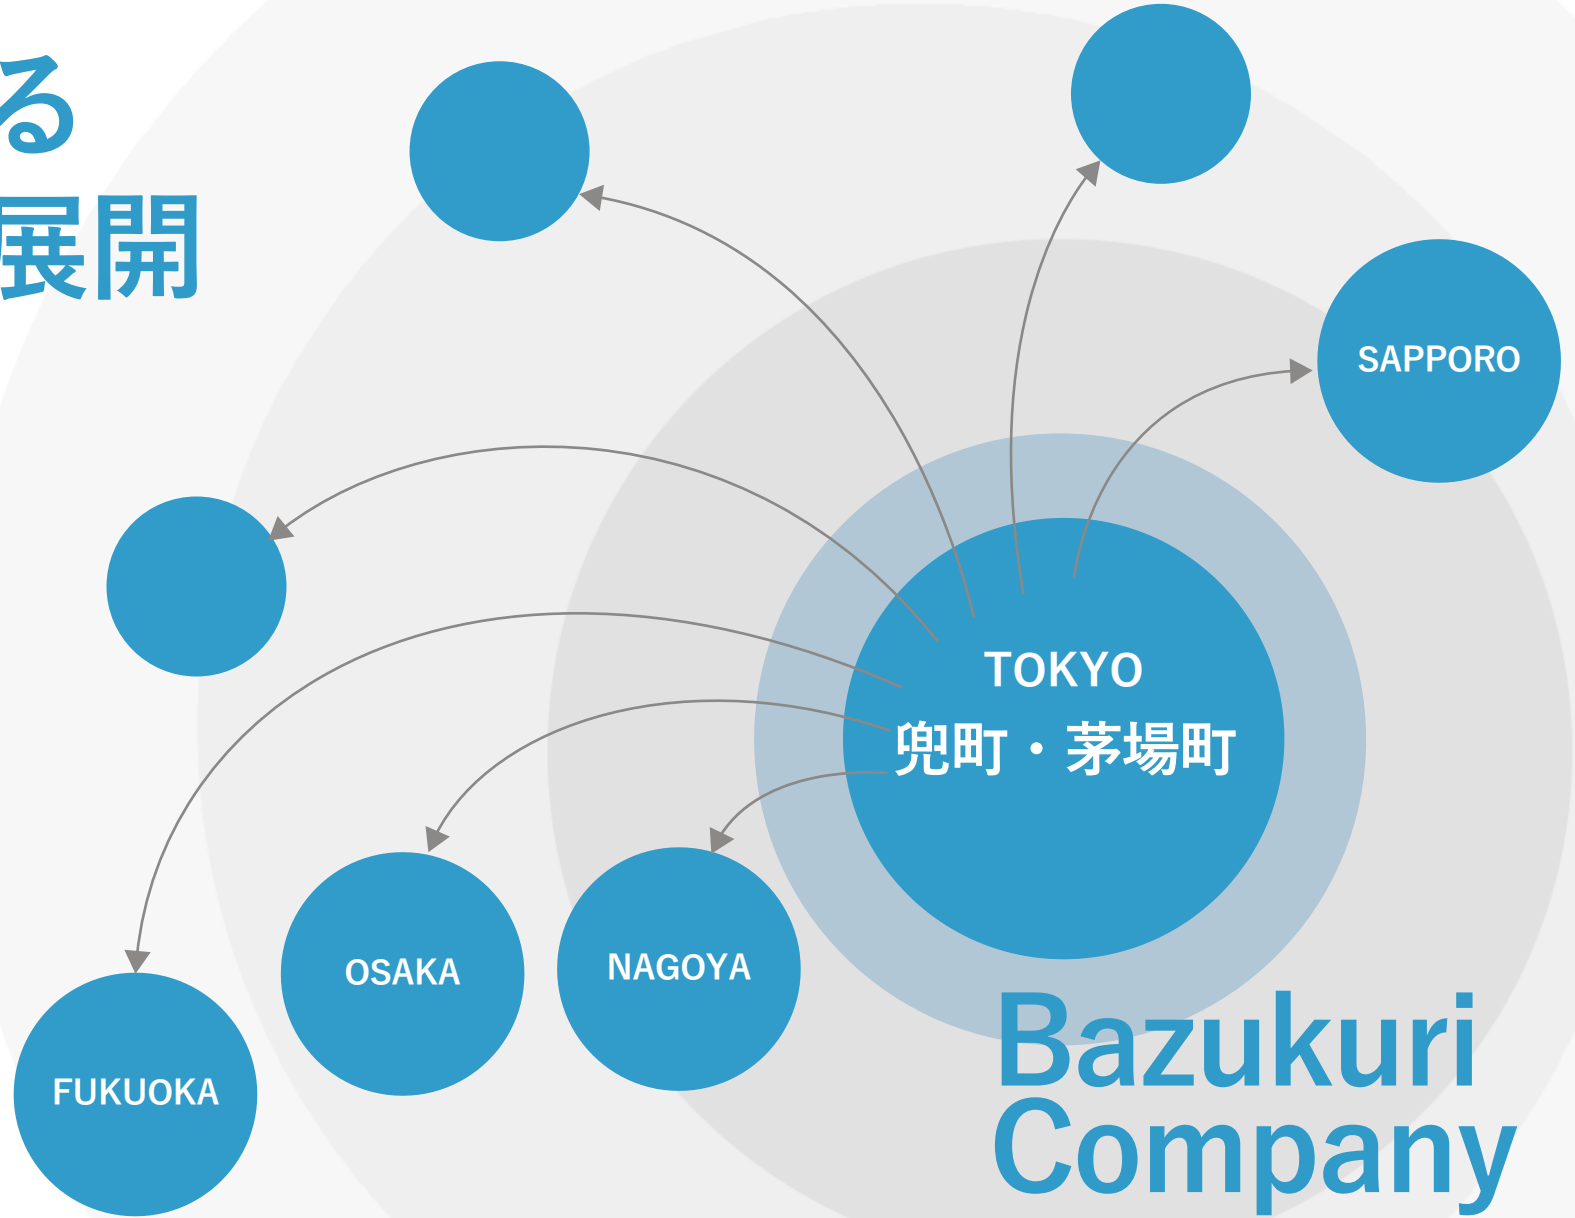 る
展開
SAPPORO
TOKYO
兜町・茅場町
OSAKA
NAGOYA
FUKUOKA
Bazukuri
Company